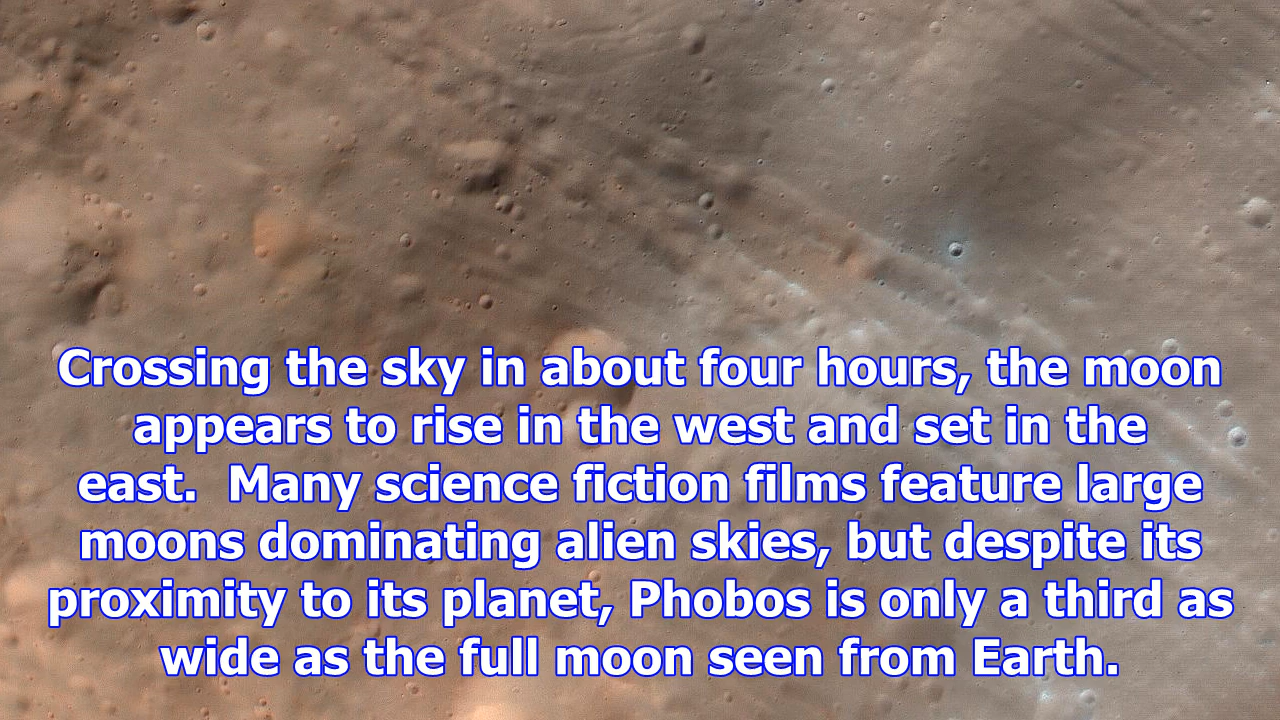 Crossing the sky in about four hours, the moon
appears to rise in the west and set in the
east.  Many science fiction films feature large
moons dominating alien skies, but despite its
proximity to its planet, Phobos is only a third as
wide as the full moon seen from Earth.